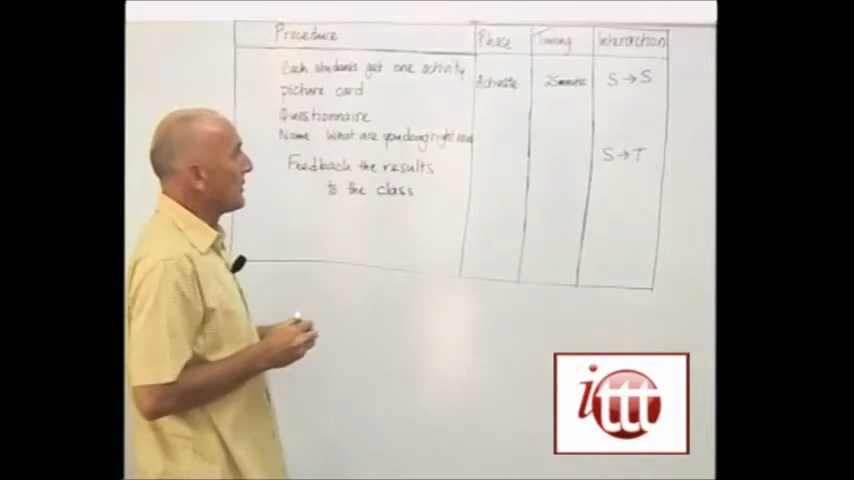 Procedure Phase Timing Interaction
Each students get one activity Activate 25minutes S → S
picture card
Questionnaire
Name What are you doing right now
S → T
Feedback the results
to the class
ittt